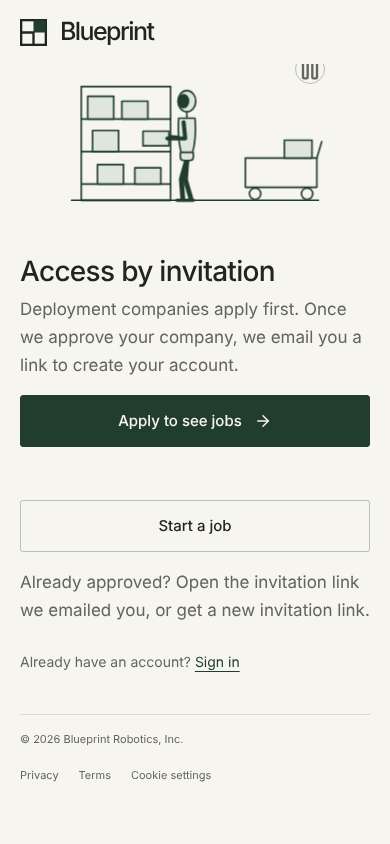 Blueprint
Access by invitation
Deployment companies apply first. Once
we approve your company, we email you a
link to create your account.
Apply to see jobs →
Start a job
Already approved? Open the invitation link
we emailed you, or get a new invitation link.
Already have an account? Sign in
© 2026 Blueprint Robotics, Inc.
Privacy Terms Cookie settings